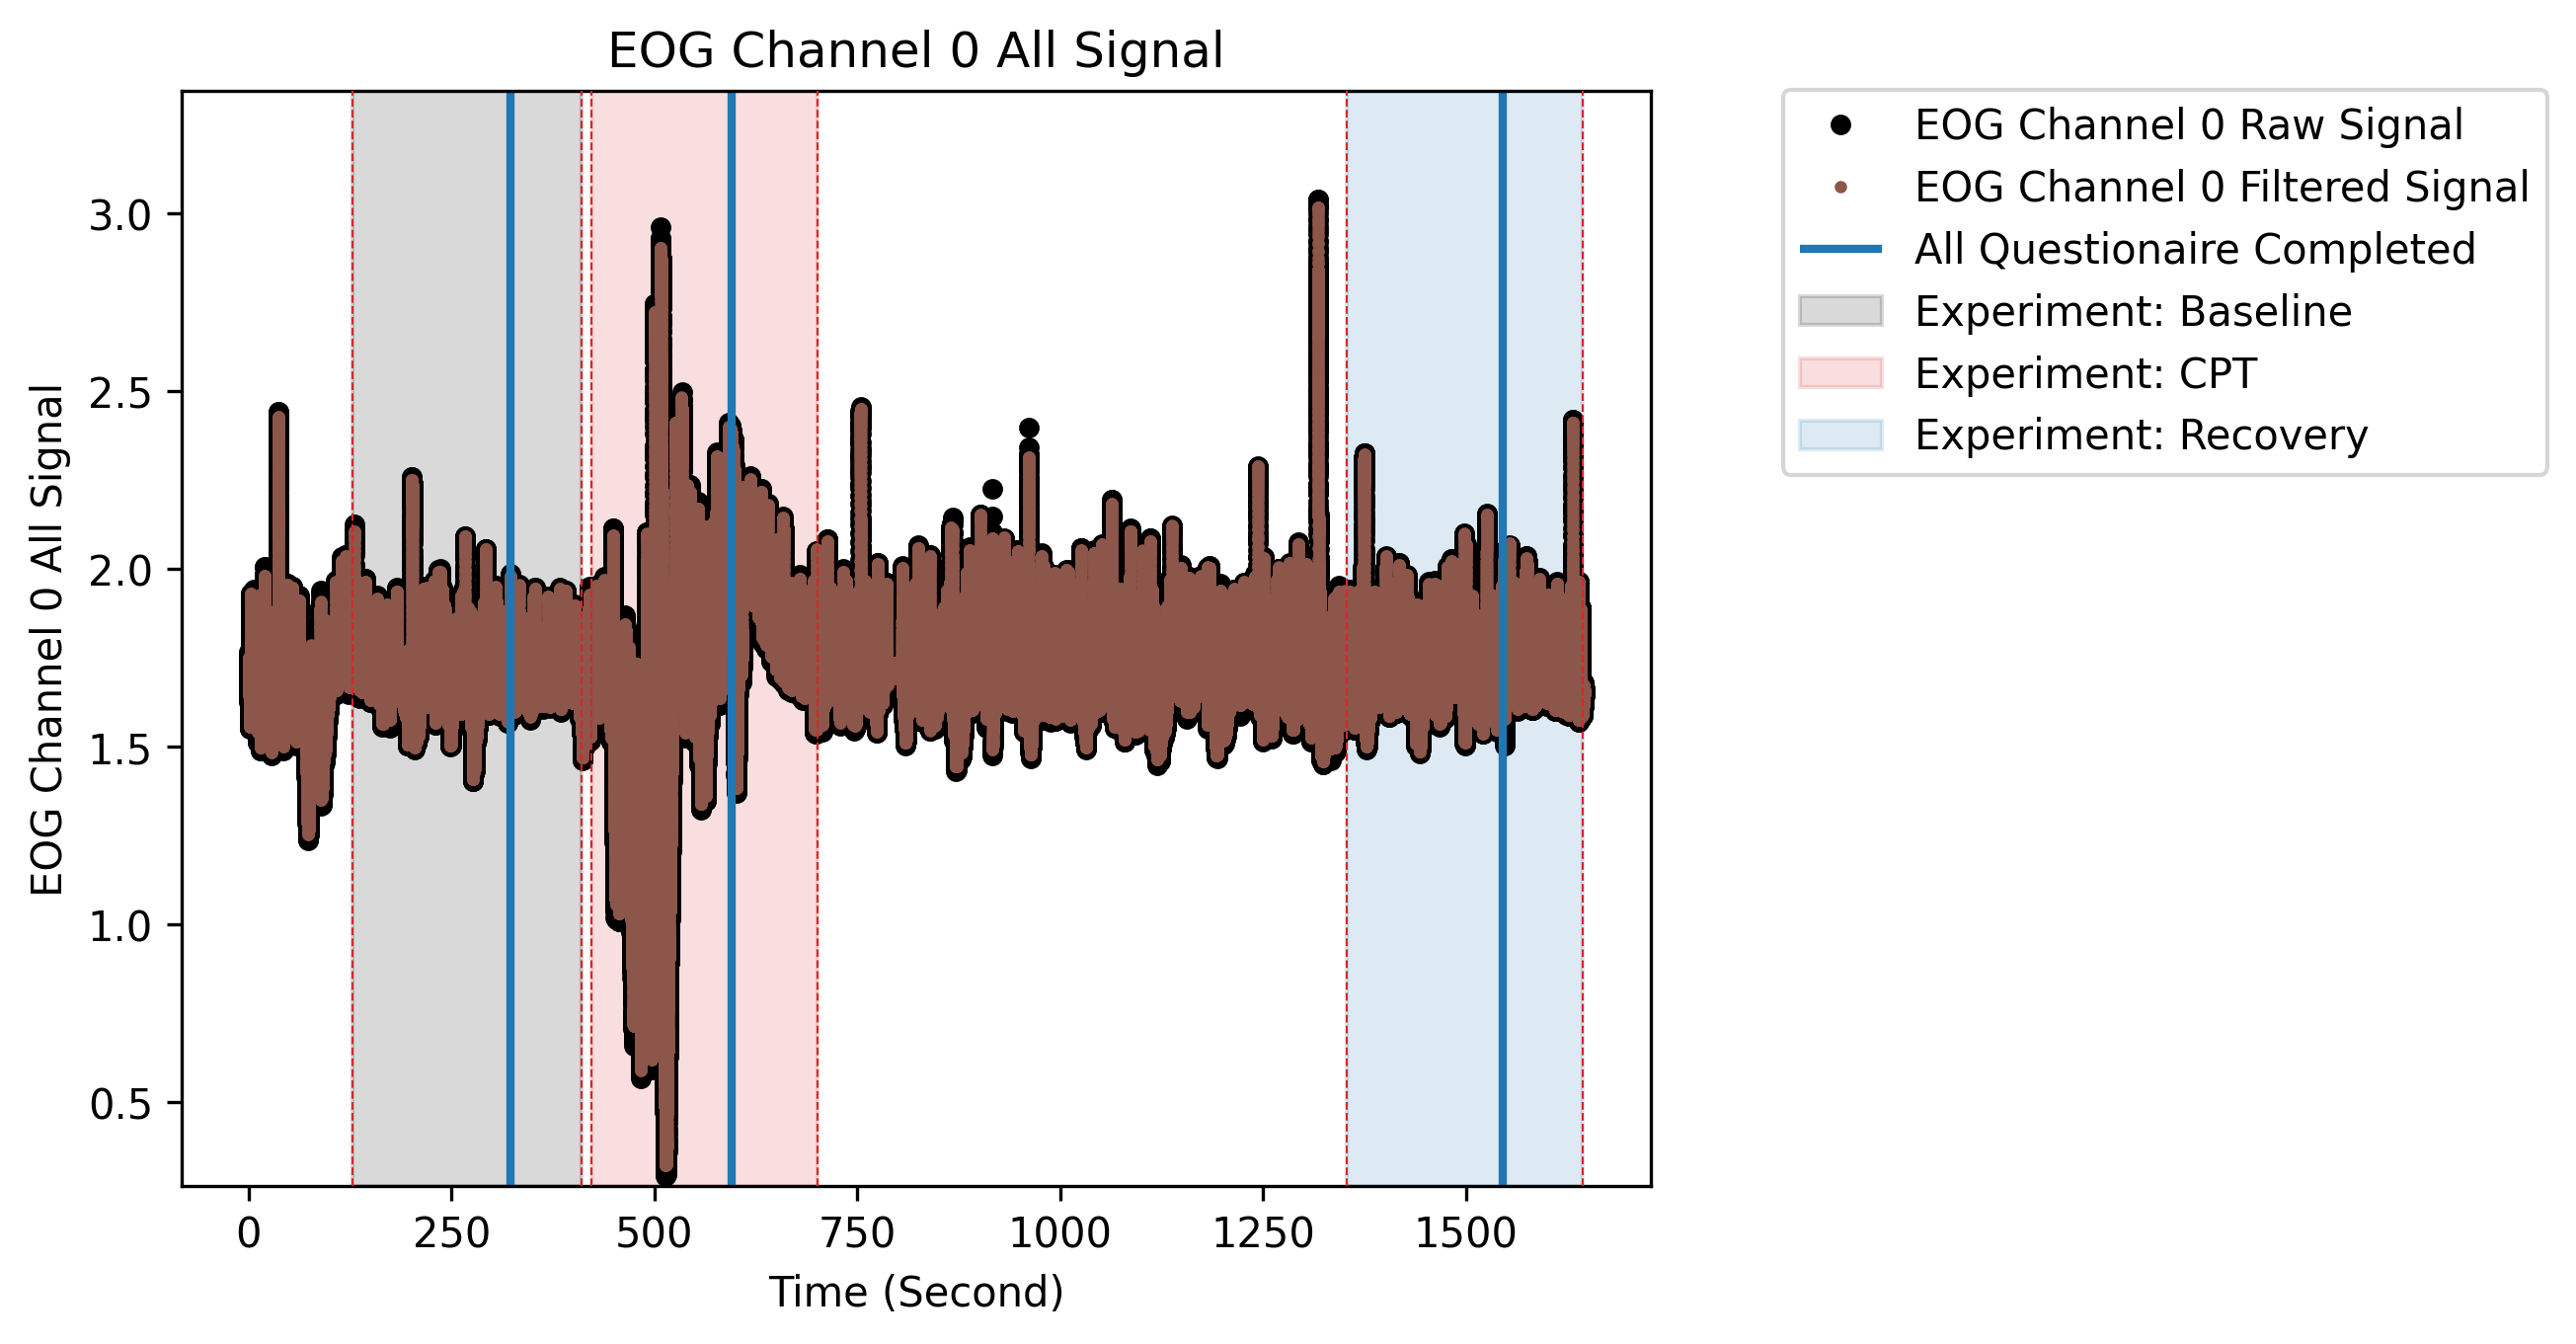 EOG Channel 0 All Signal
EOG Channel 0 All Signal
3.0
2.5
2.0
1.5
1.0
0.5
0 250 500 750 1000 1250 1500
Time (Second)
EOG Channel 0 Raw Signal
EOG Channel 0 Filtered Signal
All Questionaire Completed
Experiment: Baseline
Experiment: CPT
Experiment: Recovery